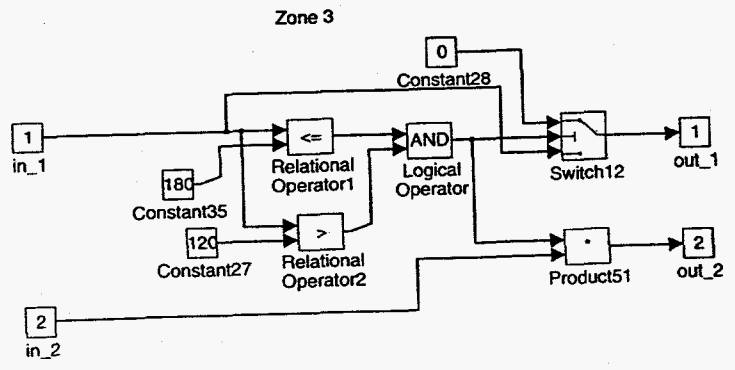 Zone 3
0
Constant28
1
in_1
<=
Relational
Operator1
AND
Logical
Operator
Switch12
1
out_1
180
Constant35
120
Constant27
>
Relational
Operator2
*
Product51
2
out_2
2
in_2